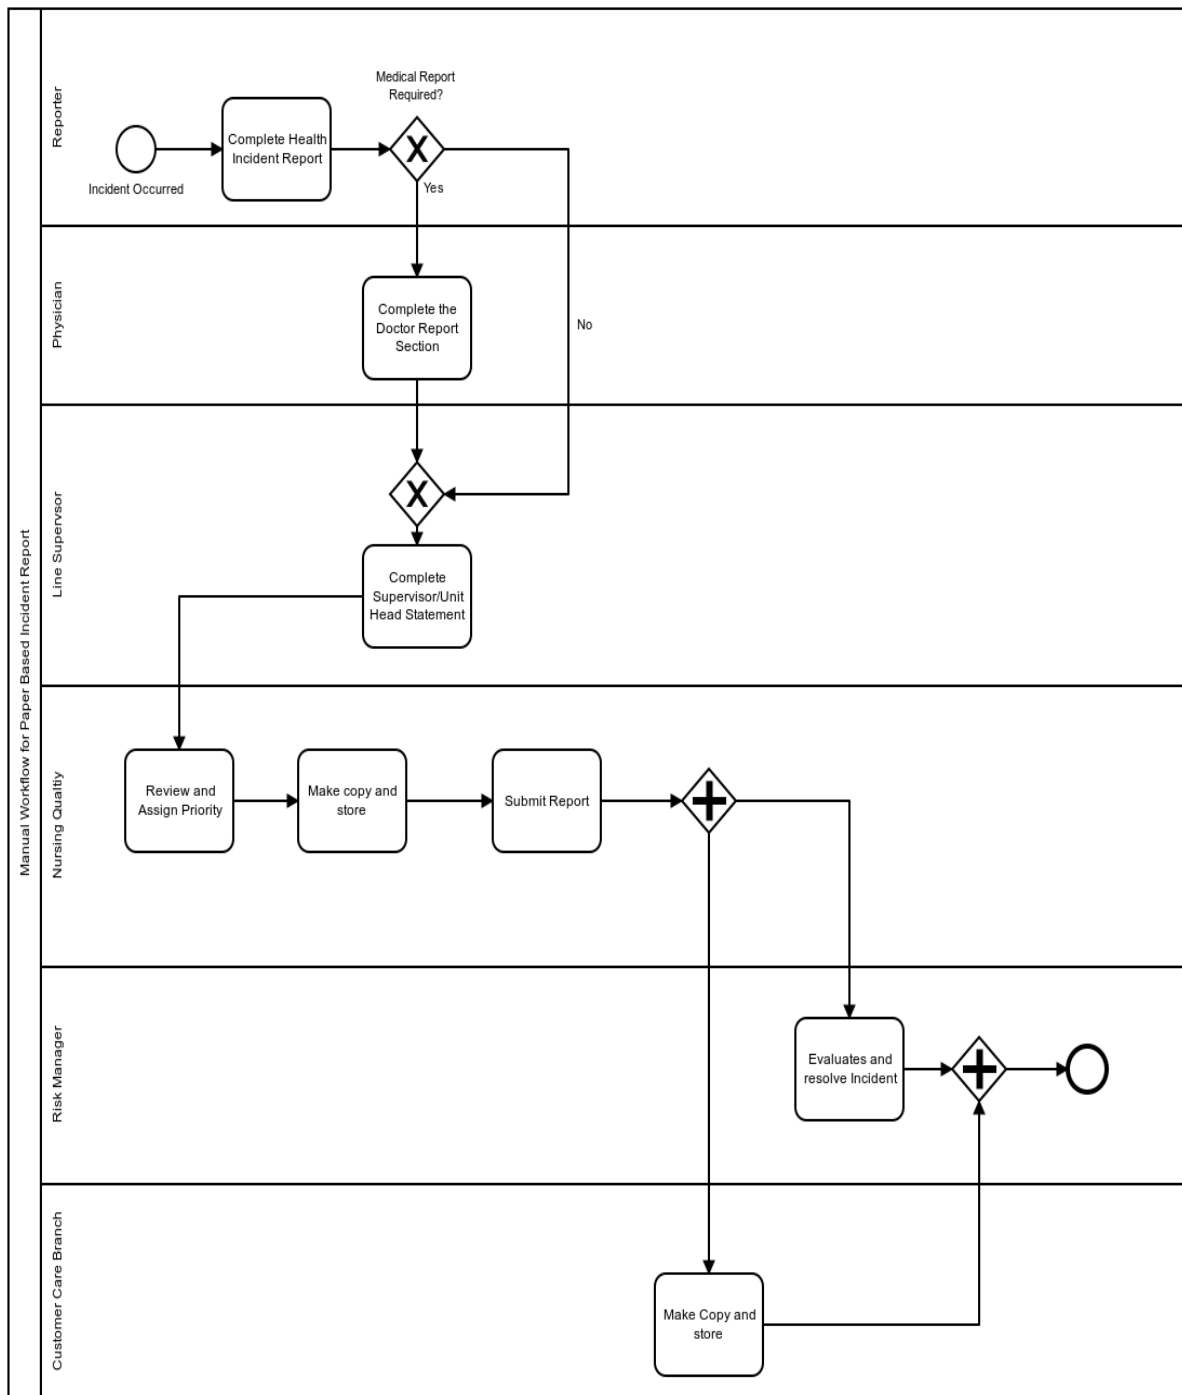 Manual Workflow for Paper Based Incident Report
Reporter
Medical Report
Required?
X
Complete Health
Incident Report
Incident Occurred
Yes
Physician
Complete the
Doctor Report
Section
No
Line Supervsor
X
Complete
Supervisor/Unit
Head Statement
Nursing Qualtiy
Review and
Assign Priority
Make copy and
store
Submit Report
Risk Manager
Evaluates and
resolve Incident
Customer Care Branch
Make Copy and
store